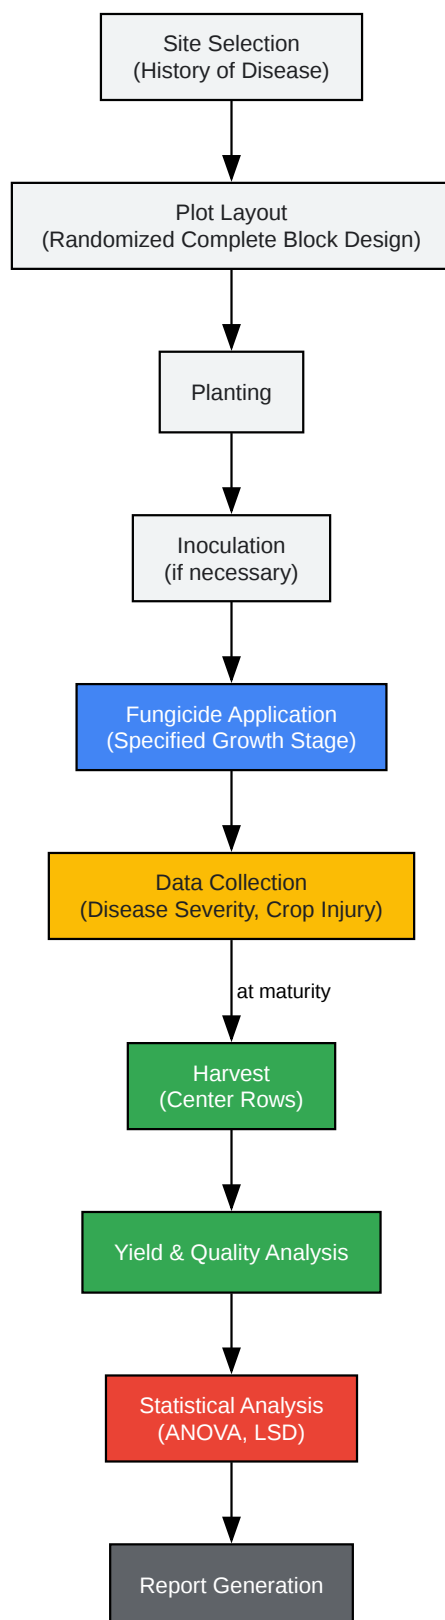 Site Selection
(History of Disease)
Plot Layout
(Randomized Complete Block Design)
Planting
Inoculation
(if necessary)
Fungicide Application
(Specified Growth Stage)
Data Collection
(Disease Severity, Crop Injury)
at maturity
Harvest
(Center Rows)
Yield & Quality Analysis
Statistical Analysis
(ANOVA, LSD)
Report Generation